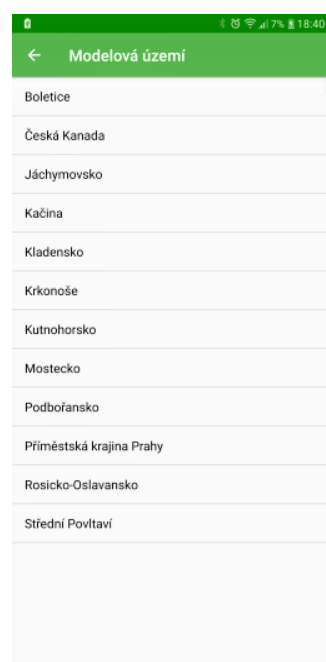 7% 18:40
Modelová území
Boletice
Česká Kanada
Jáchymovsko
Kačina
Kladensko
Krkonoše
Kutnohorsko
Mostecko
Podbořansko
Příměstská krajina Prahy
Rosicko-Oslavansko
Střední Povltaví